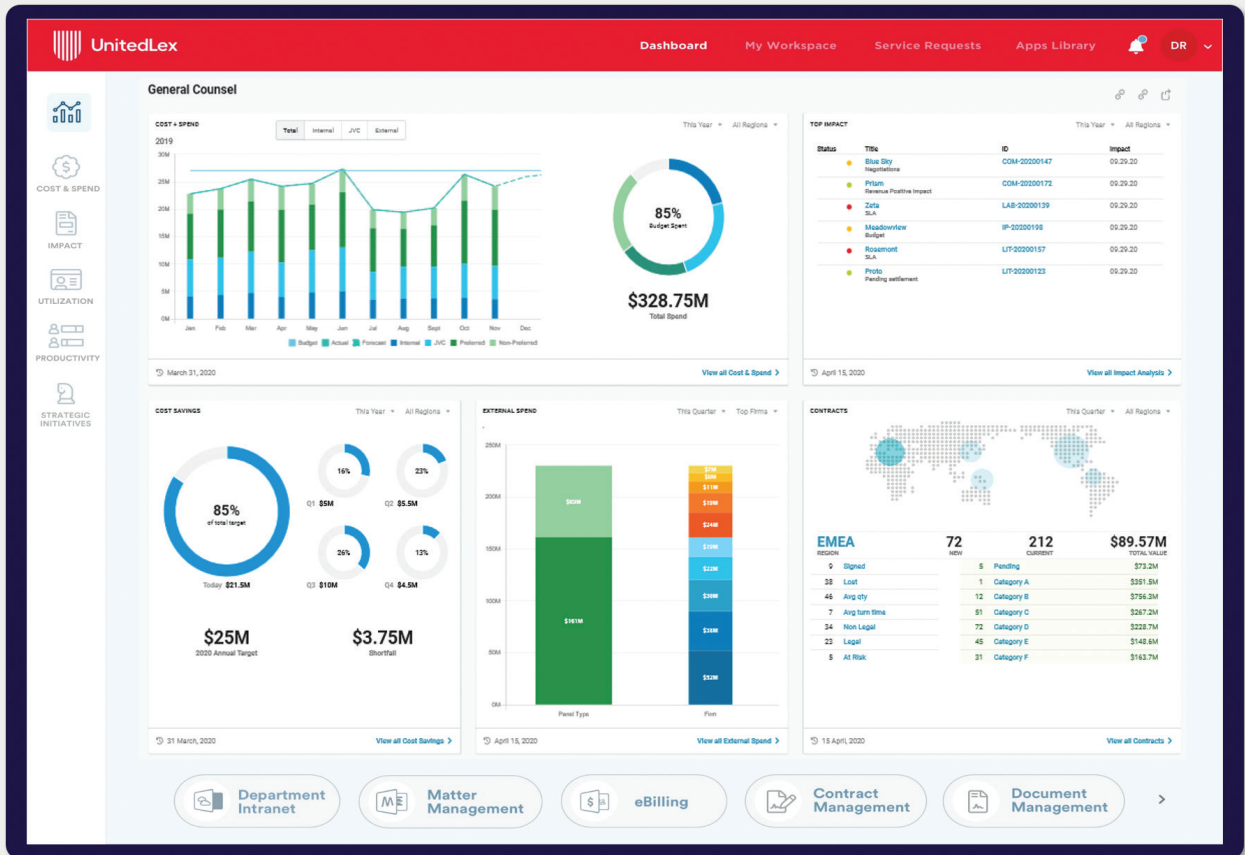 UnitedLex
Dashboard My Workspace Service Requests Apps Library DR
General Counsel
COST & SPEND
IMPACT
UTILIZATION
PRODUCTIVITY
STRATEGIC
INITIATIVES
COST + SPEND
Total Internal JVC External
This Year All Regions
2019
30M
25M
20M
15M
10M
5M
0M
Jan Feb Mar Apr May Jun Jul Aug Sept Oct Nov Dec
Budget Actual Forecast Internal JVC Preferred Non-Preferred
85%
Budget Spent
$328.75M
Total Spend
March 31, 2020
View all Cost & Spend
TOP IMPACT
This Year All Regions
Status Title ID Impact
Blue Sky COM-20200147 09.29.20
Negotiations
Prism COM-20200172 09.29.20
Revenue Positive Impact
Zeta LAB-20200139 09.29.20
SLA
Meadowview IP-20200198 09.29.20
Budget
Rosemont LIT-20200157 09.29.20
SLA
Proto LIT-20200123 09.29.20
Pending settlement
April 15, 2020
View all Impact Analysis
COST SAVINGS
This Year All Regions
85%
of total target
Today $21.5M
16%
Q1 $5M
23%
Q2 $5.5M
26%
Q3 $10M
13%
Q4 $4.5M
$25M
2020 Annual Target
$3.75M
Shortfall
31 March, 2020
View all Cost Savings
EXTERNAL SPEND
This Quarter Top Firms
250M
200M
150M
100M
50M
0M
$161M
$11M
$24M
$52M
Panel Type Firm
April 15, 2020
View all External Spend
CONTRACTS
This Quarter All Regions
EMEA
REGION
72
NEW
212
CURRENT
$89.57M
TOTAL VALUE
9 Signed 5 Pending $73.2M
38 Lost 1 Category A $351.5M
46 Avg qty 12 Category B $756.3M
7 Avg turn time 51 Category C $267.2M
34 Non Legal 72 Category D $228.7M
23 Legal 45 Category E $148.6M
5 At Risk 31 Category F $163.7M
15 April, 2020
View all Contracts
Department
Intranet
Matter
Management
eBilling
Contract
Management
Document
Management